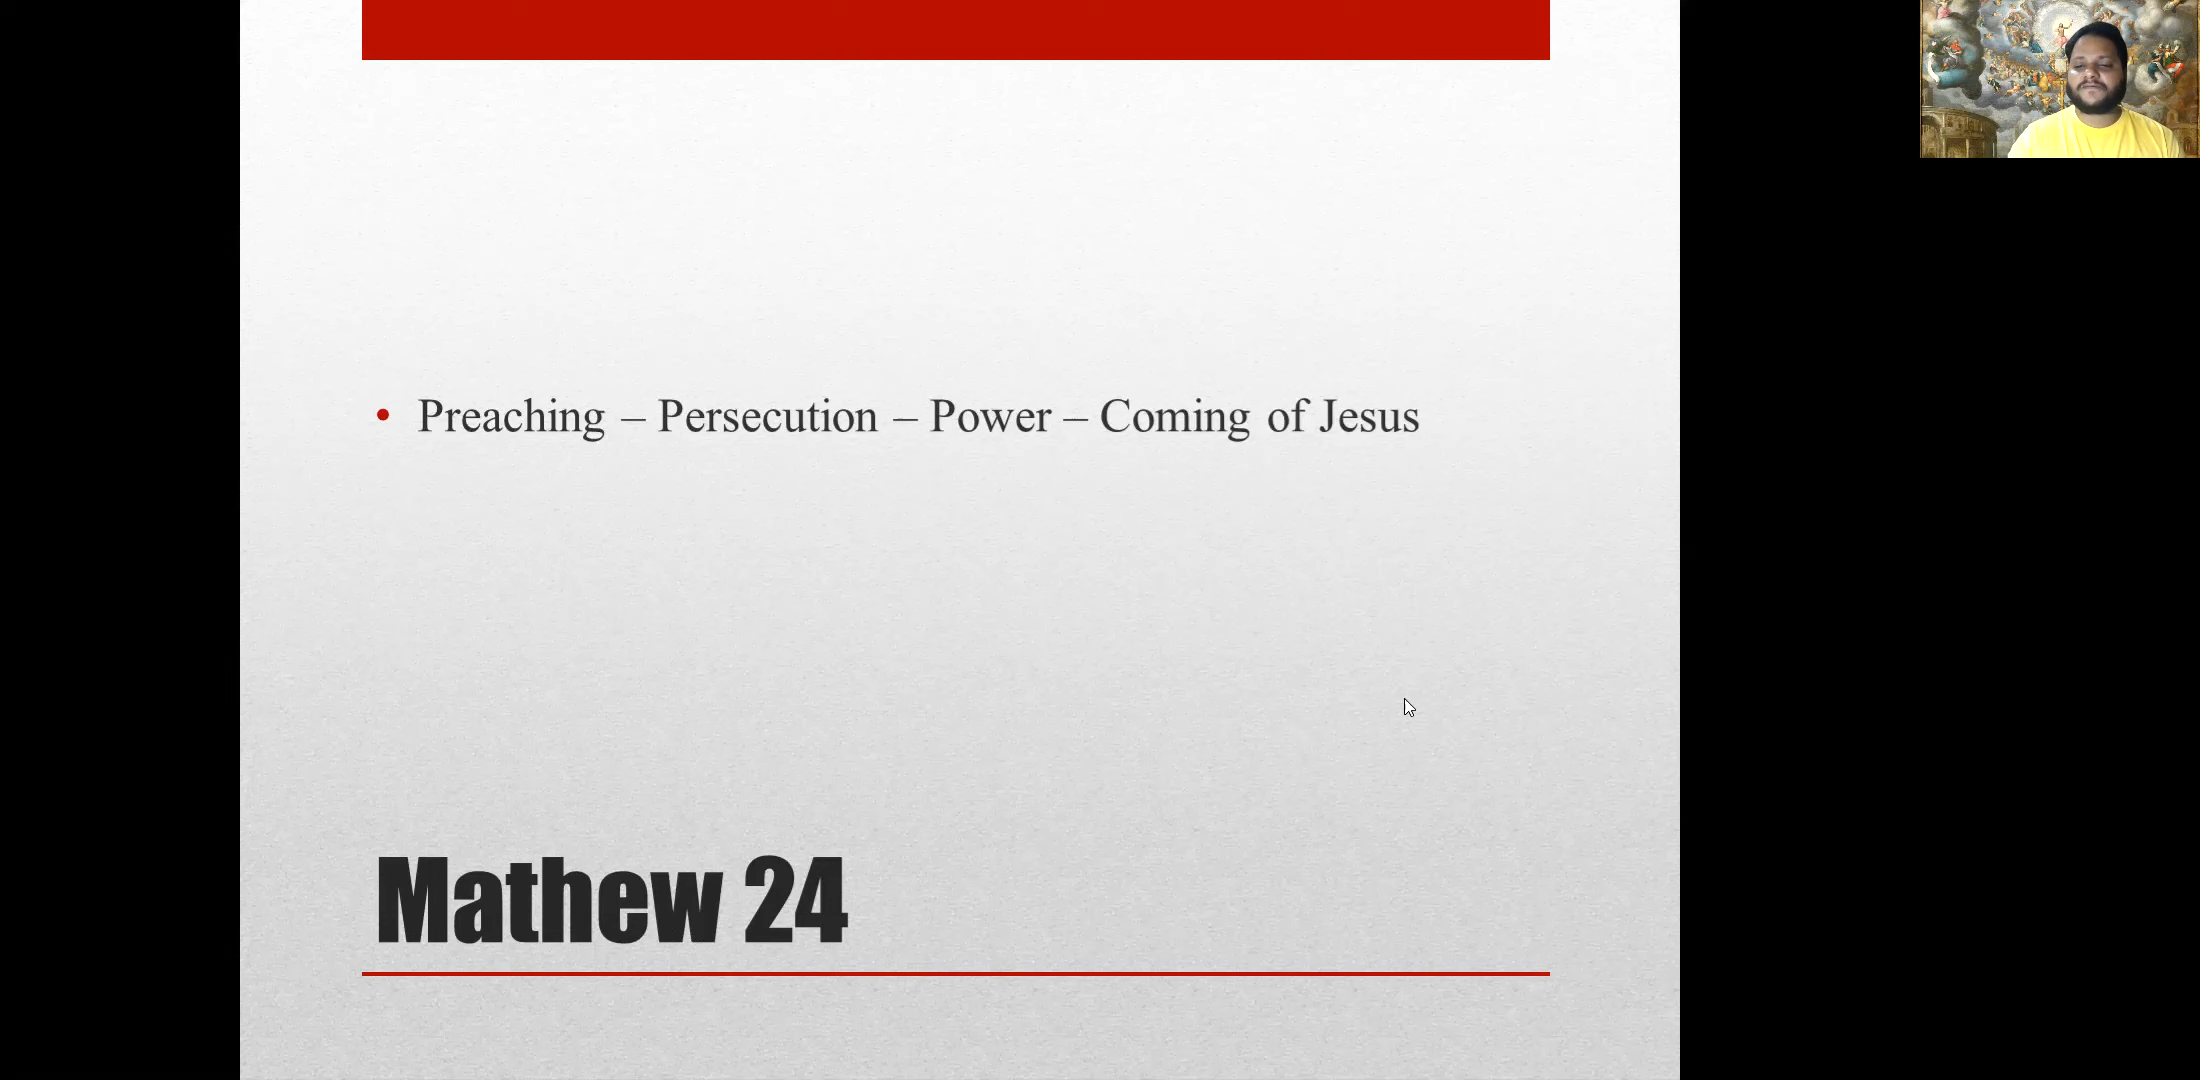 • Preaching – Persecution – Power – Coming of Jesus
Mathew 24